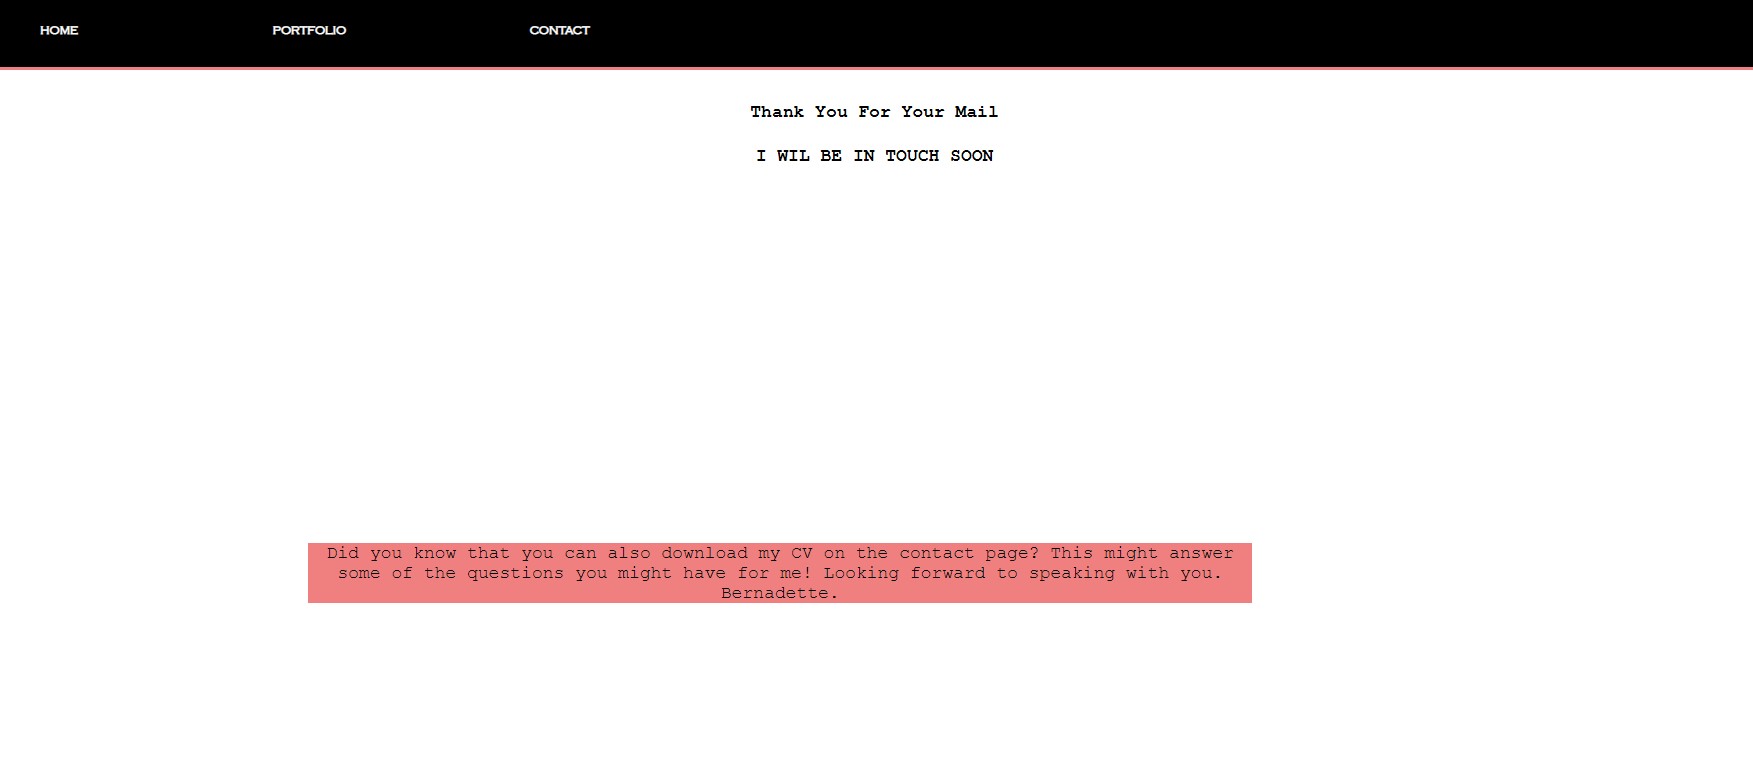 HOME PORTFOLIO CONTACT
Thank You For Your Mail
I WIL BE IN TOUCH SOON
Did you know that you can also download my CV on the contact page? This might answer
some of the questions you might have for me! Looking forward to speaking with you.
Bernadette.